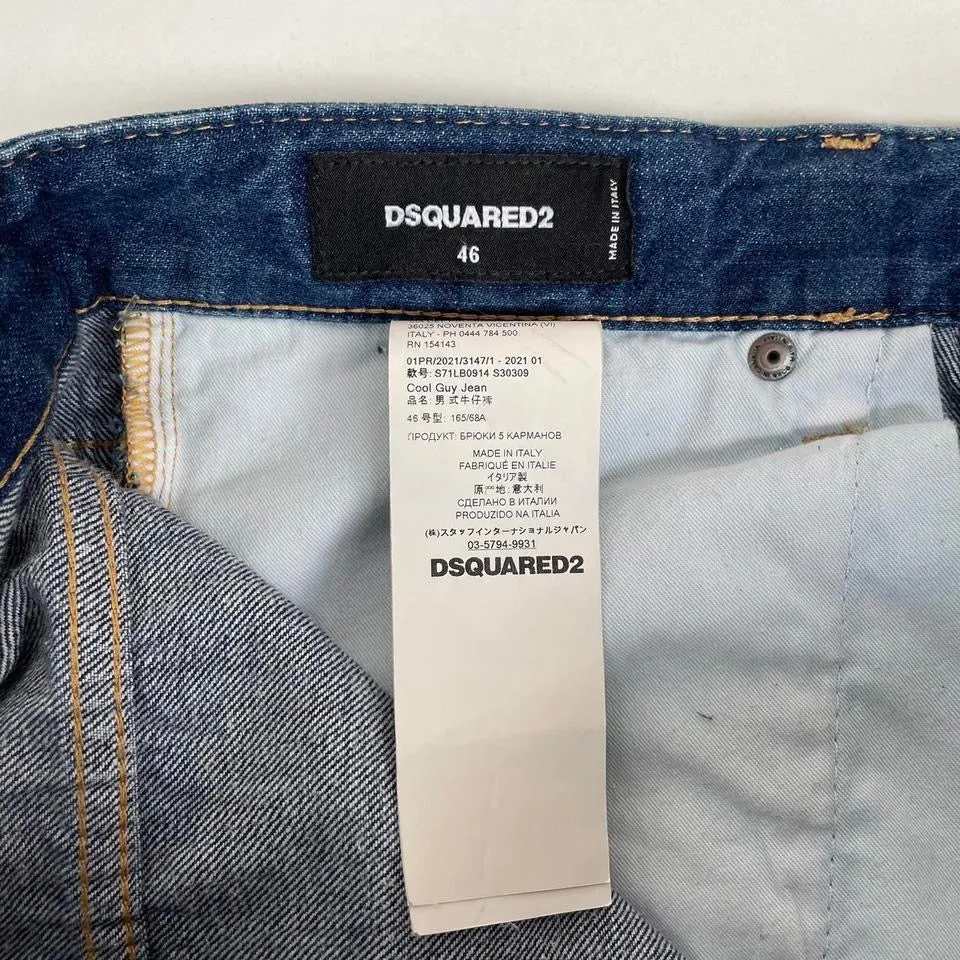 DSQUARED2
46
MADE IN ITALY
36025 NOVENTA VICENTINA (VI)
ITALY - PH 0444 784 500
RN 154143
01PR/2021/3147/1 - 2021 01
款号: S71LB0914 S30309
Cool Guy Jean
品名: 男式牛仔裤
46 号型: 165/68A
ПРОДУКТ: БРЮКИ 5 КАРМАНОВ
MADE IN ITALY
FABRIQUÉ EN ITALIE
イタリア製
原产地: 意大利
СДЕЛАНО В ИТАЛИИ
PRODUZIDO NA ITALIA
(株)スタッフインターナショナルジャパン
03-5794-9931
DSQUARED2